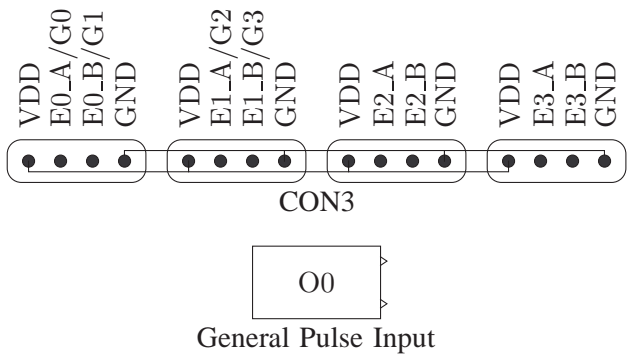 VDD
E0_A/G0
E0_B/G1
GND
VDD
E1_A/G2
E1_B/G3
GND
VDD
E2_A
E2_B
GND
VDD
E3_A
E3_B
GND
CON3
O0
General Pulse Input